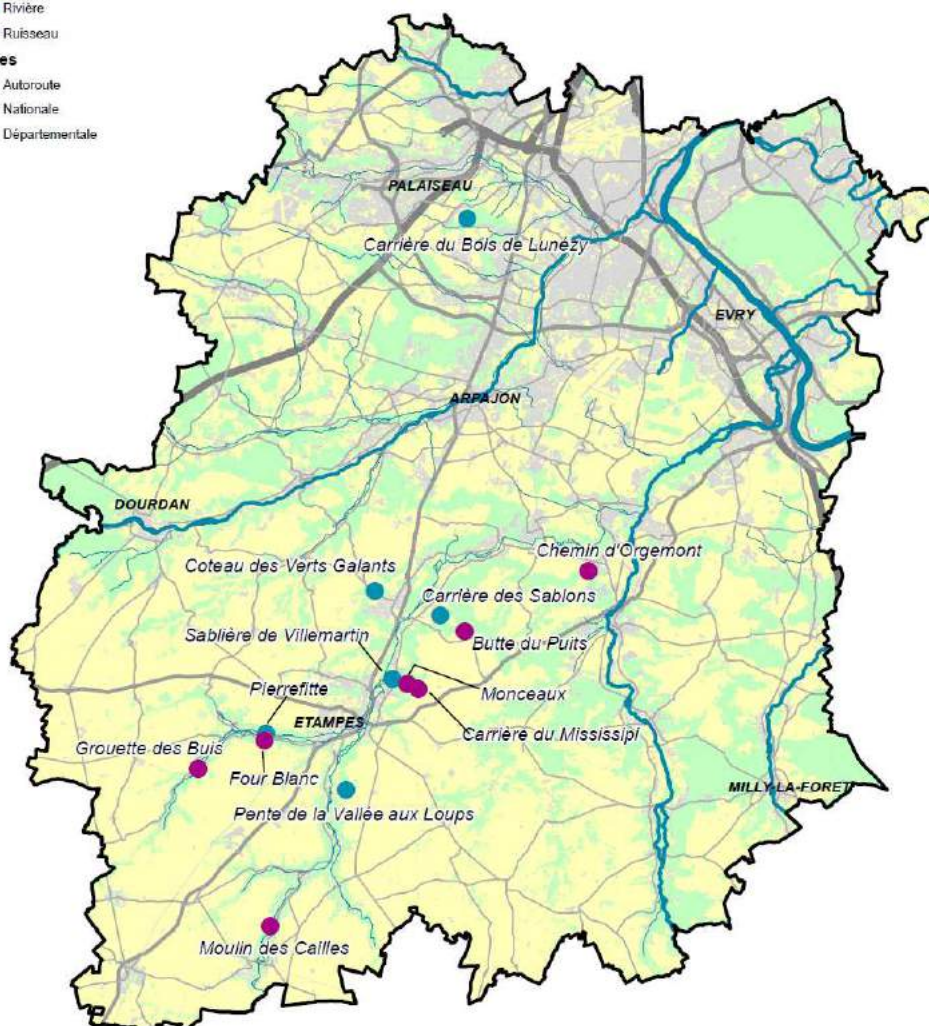 Rivière
Ruisseau
es
Autoroute
Nationale
Départementale
PALAISEAU
Carrière du Bois de Lunézy
EVRY
ARPAJON
DOURDAN
Chemin d'Orgemont
Coteau des Verts Galants
Carrière des Sablons
Sablière de Villemartin
Butte du Puits
Pierrefitte
Monceaux
ETAMPES
Carrière du Mississipi
Grouette des Buis
Four Blanc
MILLY-LA-FORET
Pente de la Vallée aux Loups
Moulin des Cailles